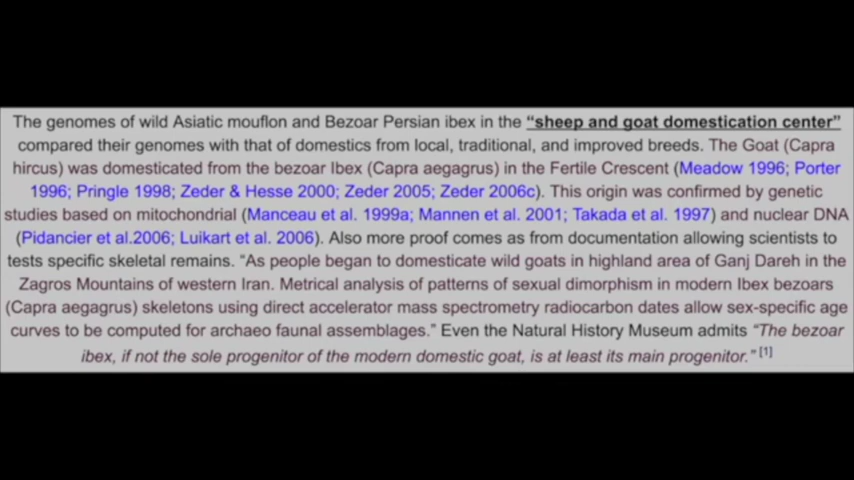 The genomes of wild Asiatic mouflon and Bezoar Persian ibex in the “sheep and goat domestication center”
compared their genomes with that of domestics from local, traditional, and improved breeds. The Goat (Capra
hircus) was domesticated from the bezoar Ibex (Capra aegagrus) in the Fertile Crescent (Meadow 1996; Porter
1996; Pringle 1998; Zeder & Hesse 2000; Zeder 2005; Zeder 2006c). This origin was confirmed by genetic
studies based on mitochondrial (Manceau et al. 1999a; Mannen et al. 2001; Takada et al. 1997) and nuclear DNA
(Pidancier et al.2006; Luikart et al. 2006). Also more proof comes as from documentation allowing scientists to
tests specific skeletal remains. “As people began to domesticate wild goats in highland area of Ganj Dareh in the
Zagros Mountains of western Iran. Metrical analysis of patterns of sexual dimorphism in modern Ibex bezoars
(Capra aegagrus) skeletons using direct accelerator mass spectrometry radiocarbon dates allow sex-specific age
curves to be computed for archaeo faunal assemblages.” Even the Natural History Museum admits “The bezoar
ibex, if not the sole progenitor of the modern domestic goat, is at least its main progenitor.” [1]